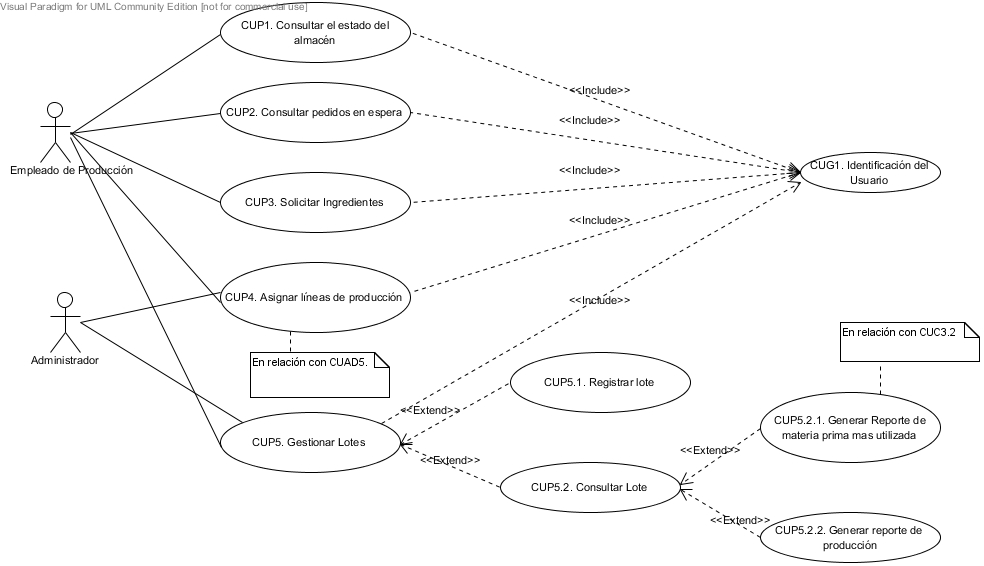 Visual Paradigm for UML Community Edition [not for commercial use]
CUP1. Consultar el estado del
almacén
<<Include>>
CUP2. Consultar pedidos en espera
<<Include>>
Empleado de Producción
<<Include>>
CUG1. Identificación del
Usuario
CUP3. Solicitar Ingredientes
<<Include>>
CUP4. Asignar líneas de producción
<<Include>>
Administrador
En relación con CUAD5.
En relación con CUC3.2
CUP5.1. Registrar lote
<<Extend>>
CUP5. Gestionar Lotes
<<Extend>>
CUP5.2.1. Generar Reporte de
materia prima mas utilizada
<<Extend>>
CUP5.2. Consultar Lote
<<Extend>>
CUP5.2.2. Generar reporte de
producción